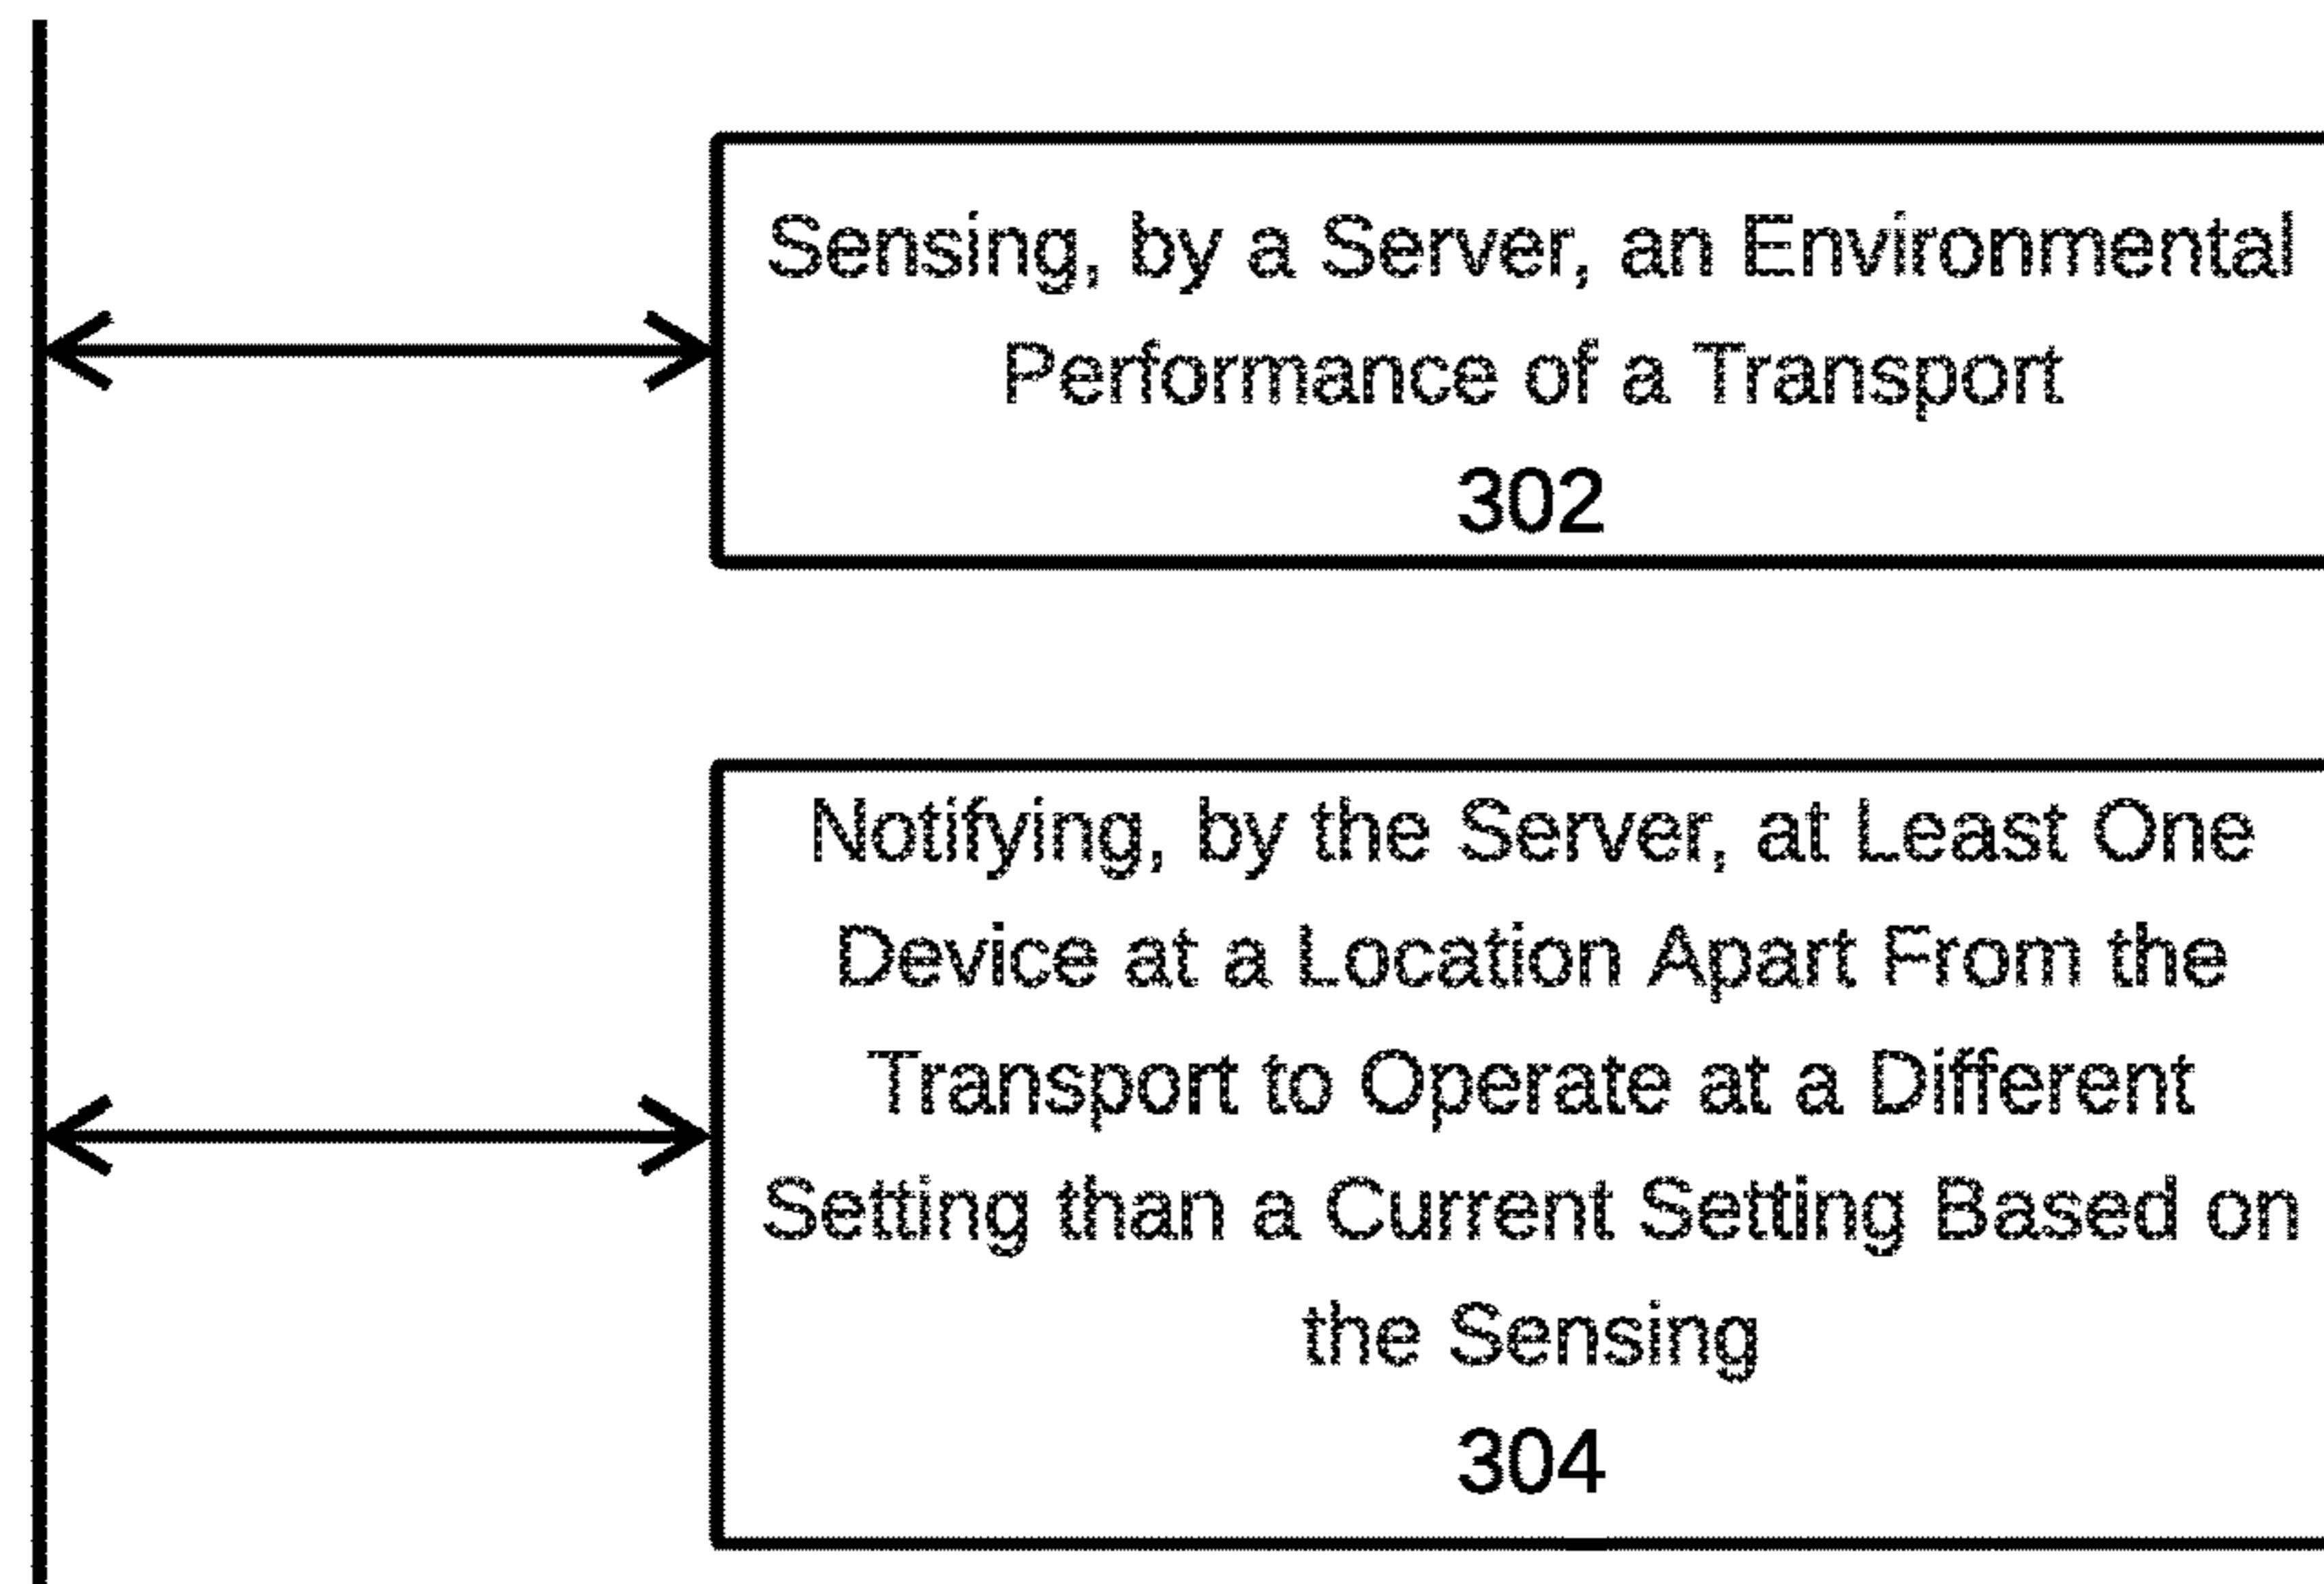 Sensing, by a Server, an Environmental
Performance of a Transport
302
Notifying, by the Server, at Least One
Device at a Location Apart From the
Transport to Operate at a Different
Setting than a Current Setting Based on
the Sensing
304